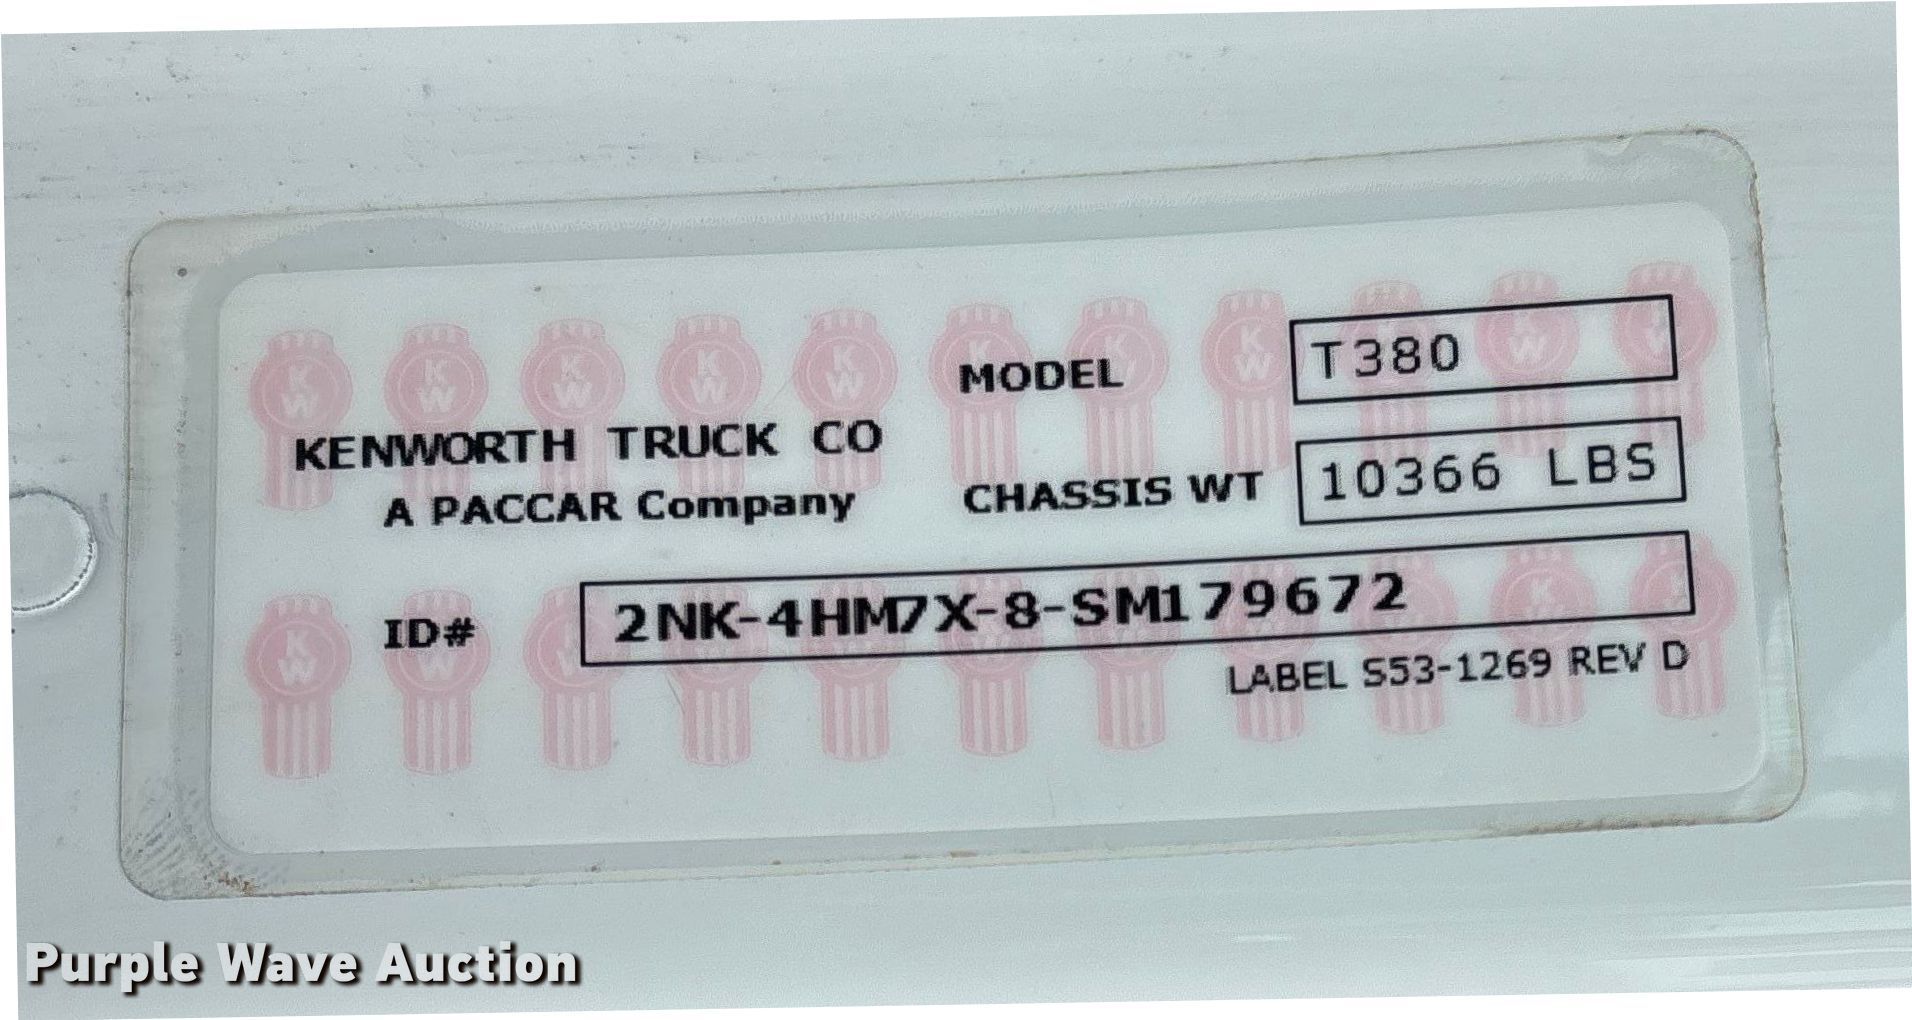 MODEL T380
KENWORTH TRUCK CO
A PACCAR Company
CHASSIS WT 10366 LBS
ID# 2NK-4HM7X-8-SM179672
LABEL S53-1269 REV D
Purple Wave Auction